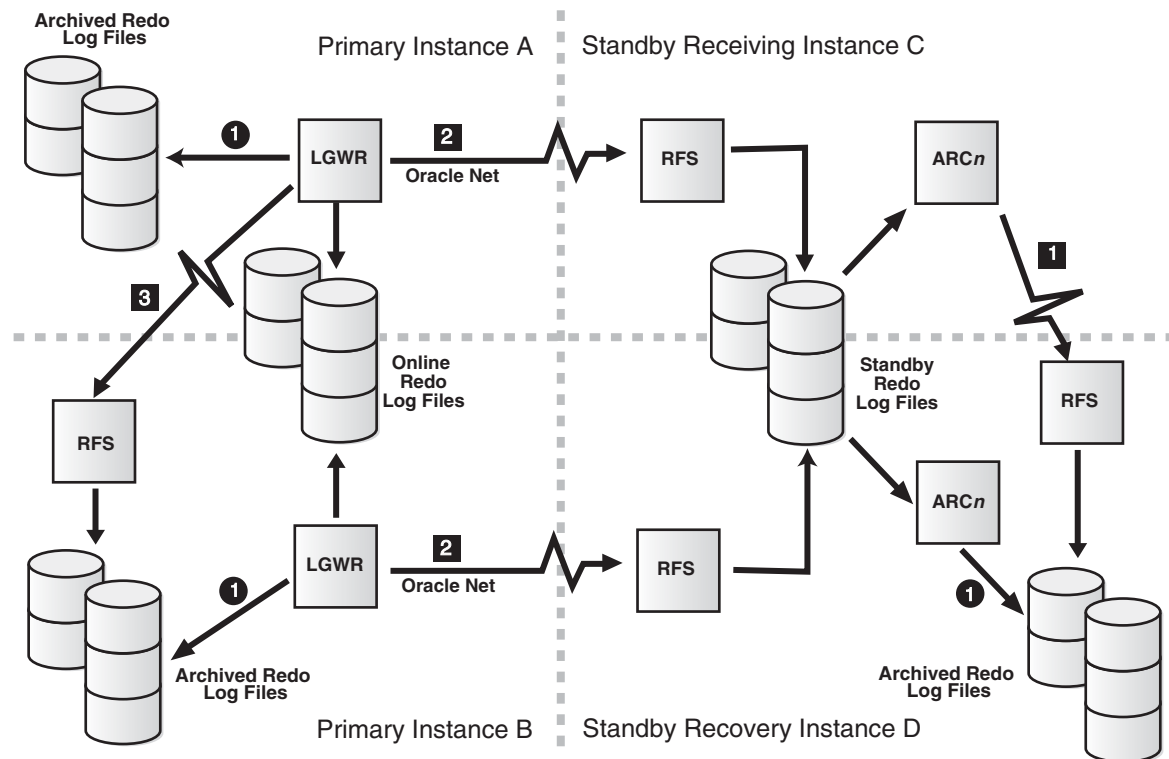 Archived Redo
Log Files
Primary Instance A
Standby Receiving Instance C
1
LGWR
2
Oracle Net
RFS
ARCn
1
3
Online
Redo
Log Files
Standby
Redo
Log Files
RFS
RFS
ARCn
LGWR
2
Oracle Net
RFS
1
1
Archived Redo
Log Files
Archived Redo
Log Files
Primary Instance B
Standby Recovery Instance D